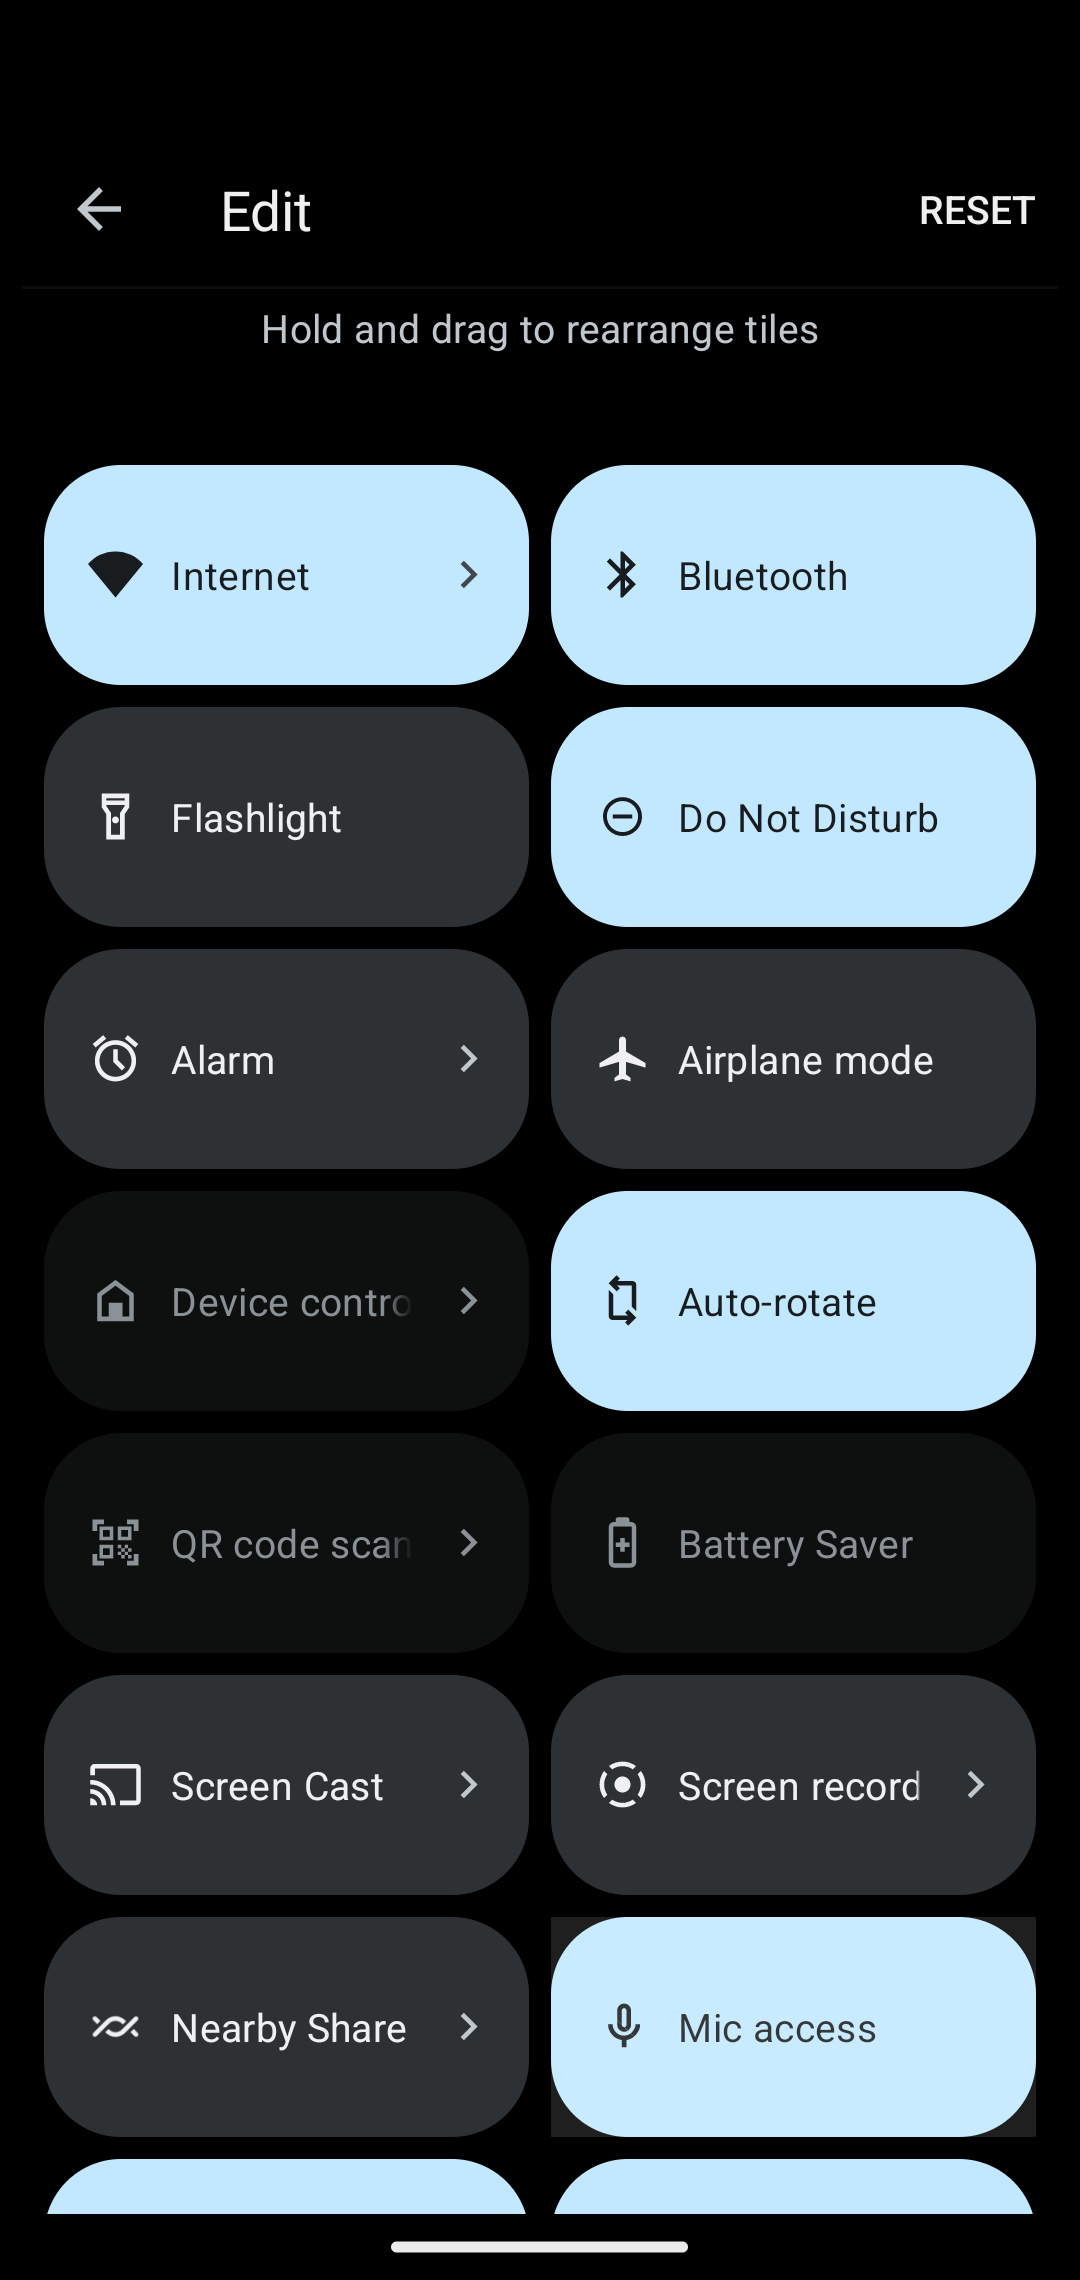 Edit
RESET
Hold and drag to rearrange tiles
Internet
Bluetooth
Flashlight
Do Not Disturb
Alarm
Airplane mode
Device contro
Auto-rotate
QR code scan
Battery Saver
Screen Cast
Screen record
Nearby Share
Mic access